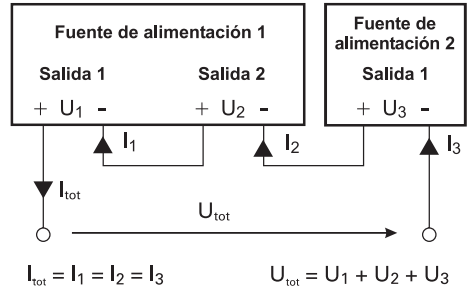 Fuente de alimentación 1
Fuente de
alimentación 2
Salida 1 Salida 2 Salida 1
+ U1 - + U2 - + U3 -
I1 I2 I3
Itot
Utot
Itot = I1 = I2 = I3 Utot = U1 + U2 + U3